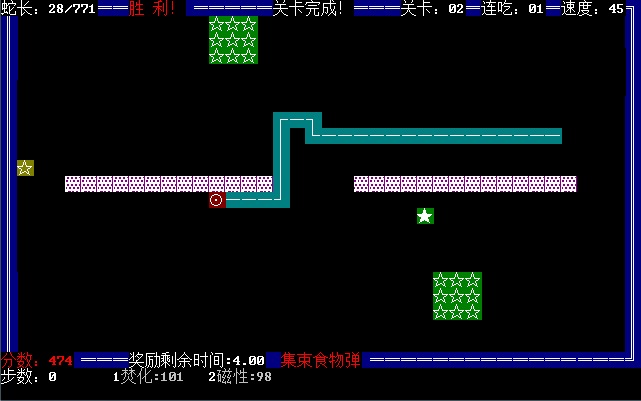 蛇长: 28/771 胜 利! 关卡完成! 关卡: 02 连吃: 01 速度: 45
分数: 474 奖励剩余时间:4.00 集束食物弹
步数: 0 1焚化:101 2磁性:98